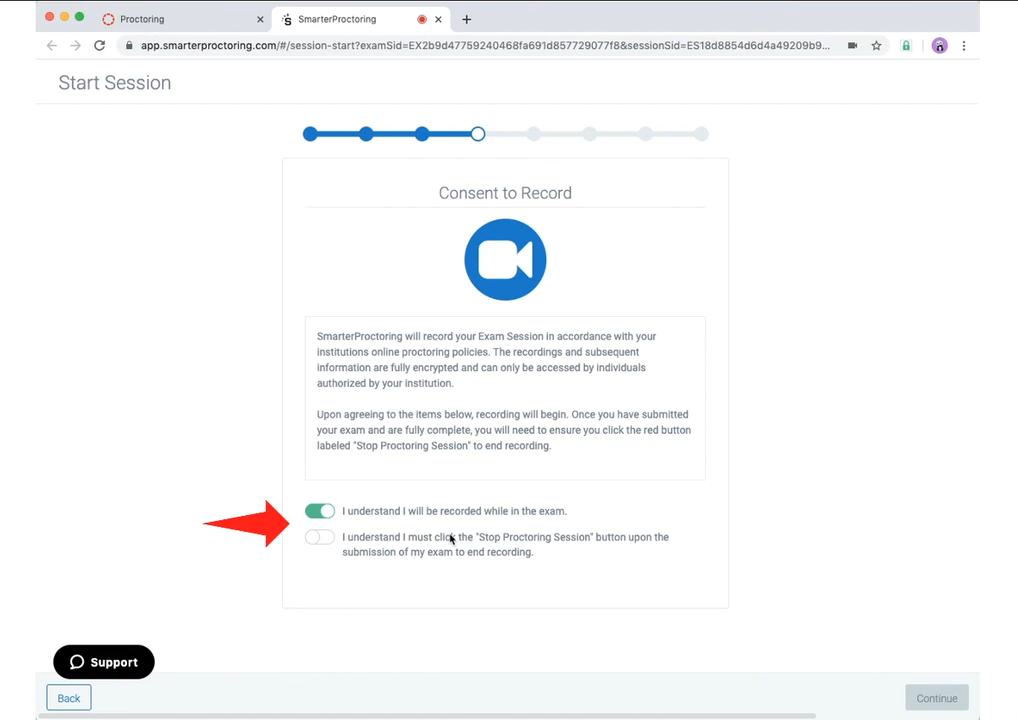 Proctoring
SmarterProctoring
app.smarterproctoring.com/#/session-start?examSid=EX2b9d47759240468fa691d857729077f8&sessionSid=ES18d8854d6d4a49209b9...
Start Session
Consent to Record
SmarterProctoring will record your Exam Session in accordance with your
institutions online proctoring policies. The recordings and subsequent
information are fully encrypted and can only be accessed by individuals
authorized by your institution.
Upon agreeing to the items below, recording will begin. Once you have submitted
your exam and are fully complete, you will need to ensure you click the red button
labeled "Stop Proctoring Session" to end recording.
I understand I will be recorded while in the exam.
I understand I must click the "Stop Proctoring Session" button upon the
submission of my exam to end recording.
Support
Back
Continue